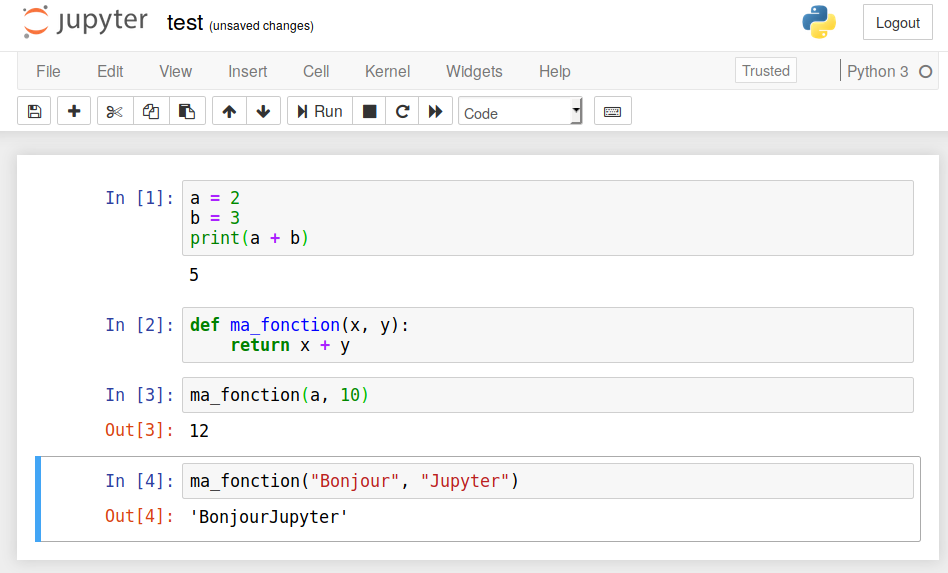 jupyter test (unsaved changes) Logout
File Edit View Insert Cell Kernel Widgets Help Trusted Python 3
Run Code
In [1]: a = 2
b = 3
print(a + b)
5
In [2]: def ma_fonction(x, y):
    return x + y
In [3]: ma_fonction(a, 10)
Out[3]: 12
In [4]: ma_fonction("Bonjour", "Jupyter")
Out[4]: 'BonjourJupyter'